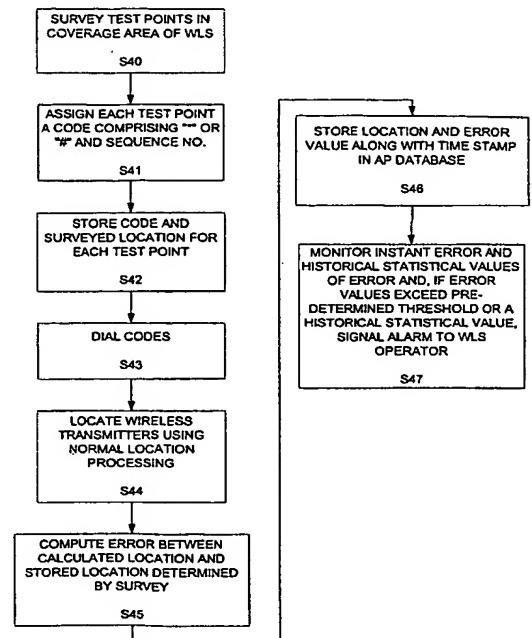 SURVEY TEST POINTS IN
COVERAGE AREA OF WLS
S40
ASSIGN EACH TEST POINT
A CODE COMPRISING "*" OR
"#" AND SEQUENCE NO.
S41
STORE CODE AND
SURVEYED LOCATION FOR
EACH TEST POINT
S42
DIAL CODES
S43
LOCATE WIRELESS
TRANSMITTERS USING
NORMAL LOCATION
PROCESSING
S44
COMPUTE ERROR BETWEEN
CALCULATED LOCATION AND
STORED LOCATION DETERMINED
BY SURVEY
S45
STORE LOCATION AND ERROR
VALUE ALONG WITH TIME STAMP
IN AP DATABASE
S46
MONITOR INSTANT ERROR AND
HISTORICAL STATISTICAL VALUES
OF ERROR AND, IF ERROR
VALUES EXCEED PRE-
DETERMINED THRESHOLD OR A
HISTORICAL STATISTICAL VALUE,
SIGNAL ALARM TO WLS
OPERATOR
S47